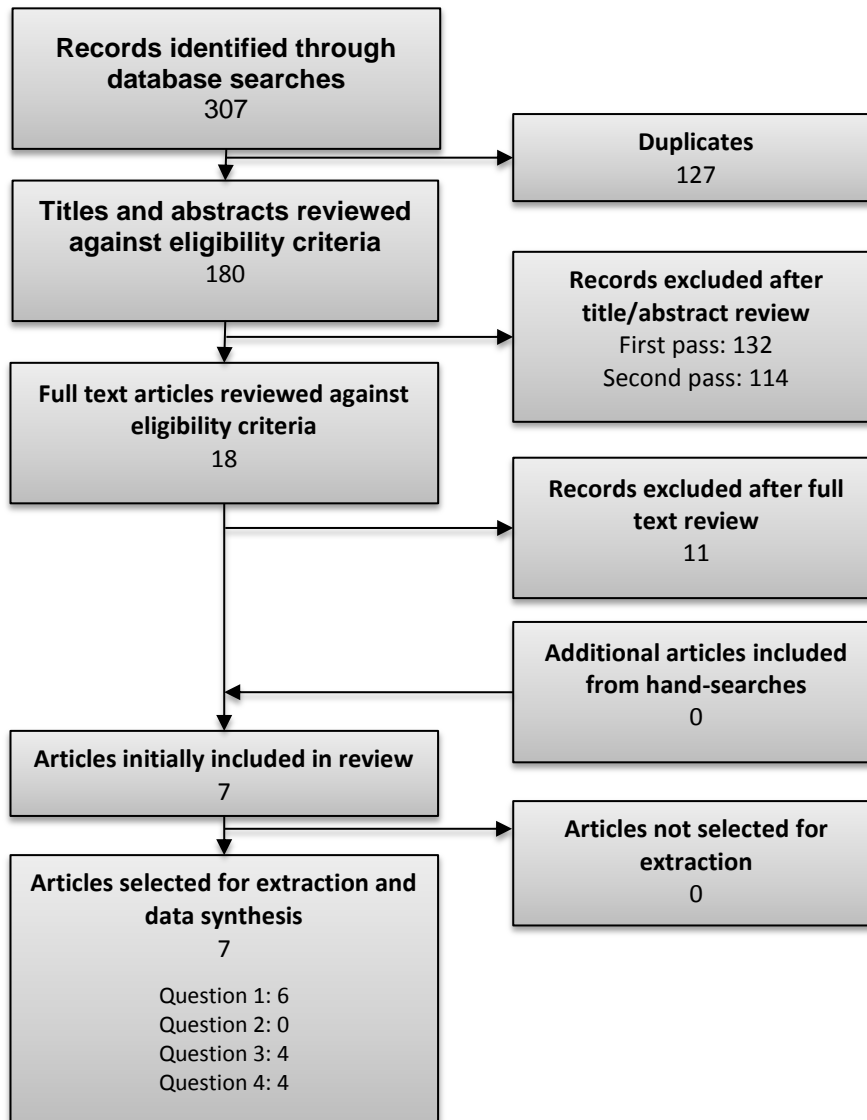 Records identified through
database searches
307
Duplicates
127
Titles and abstracts reviewed
against eligibility criteria
180
Records excluded after
title/abstract review
First pass: 132
Second pass: 114
Full text articles reviewed against
eligibility criteria
18
Records excluded after full
text review
11
Additional articles included
from hand-searches
0
Articles initially included in review
7
Articles not selected for
extraction
0
Articles selected for extraction and
data synthesis
7
Question 1: 6
Question 2: 0
Question 3: 4
Question 4: 4